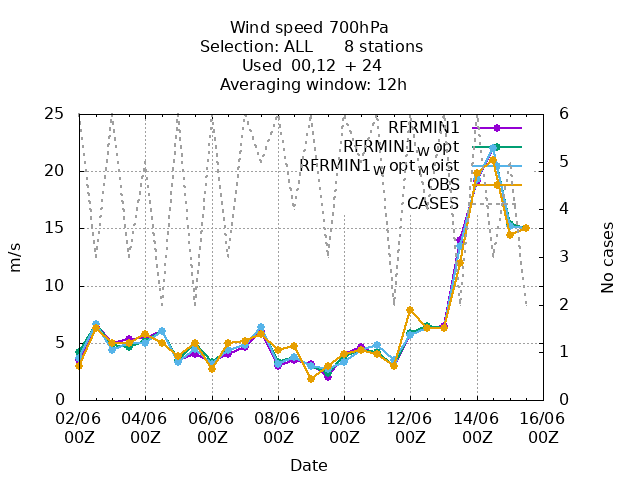 Wind speed 700hPa
Selection: ALL 8 stations
Used 00,12 + 24
Averaging window: 12h
RFRMIN1
RFRMIN1_W opt
RFRMIN1_W opt_M oist
OBS
CASES
m/s
25
20
15
10
5
0
No cases
6
5
4
3
2
1
0
02/06 04/06 06/06 08/06 10/06 12/06 14/06 16/06
00Z 00Z 00Z 00Z 00Z 00Z 00Z 00Z
Date